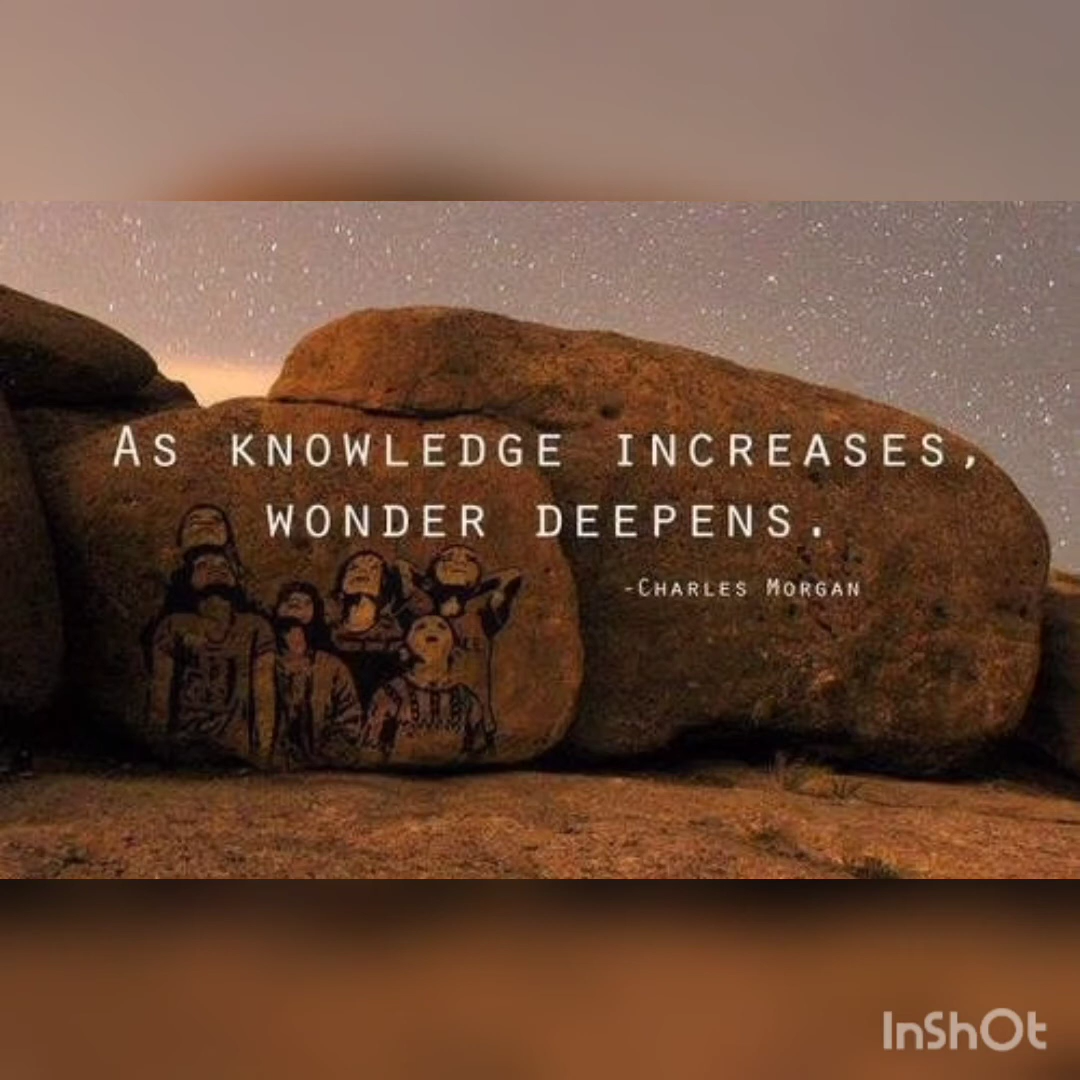 As knowledge increases,
wonder deepens.
-Charles Morgan
InShOt